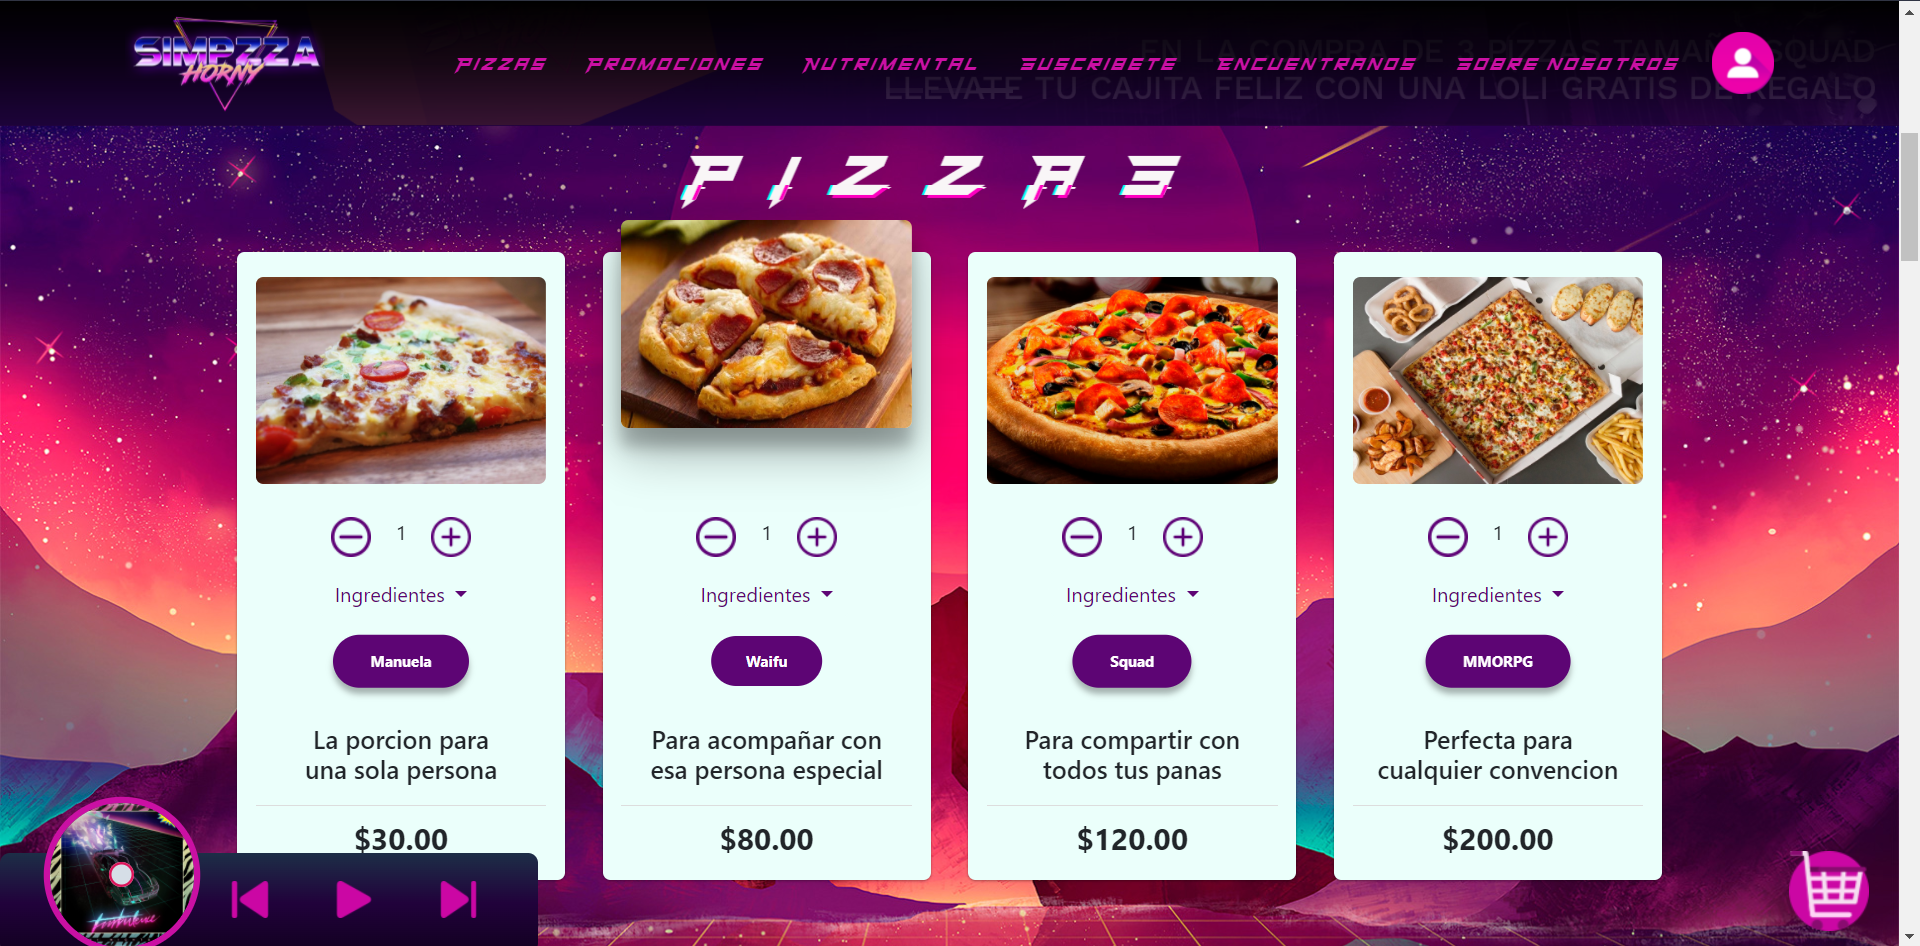 SIMPZZA
HORNY
PIZZAS
PROMOCIONES
NUTRIMENTAL
SUSCRIBETE
ENCUENTRANOS
SOBRE NOSOTROS
EN LA COMPRA DE 3 PIZZAS TAMAÑO SQUAD
LLEVATE TU CAJITA FELIZ CON UNA LOLI GRATIS DE REGALO
PIZZAS
1
Ingredientes
Manuela
La porcion para
una sola persona
$30.00
1
Ingredientes
Waifu
Para acompañar con
esa persona especial
$80.00
1
Ingredientes
Squad
Para compartir con
todos tus panas
$120.00
1
Ingredientes
MMORPG
Perfecta para
cualquier convencion
$200.00